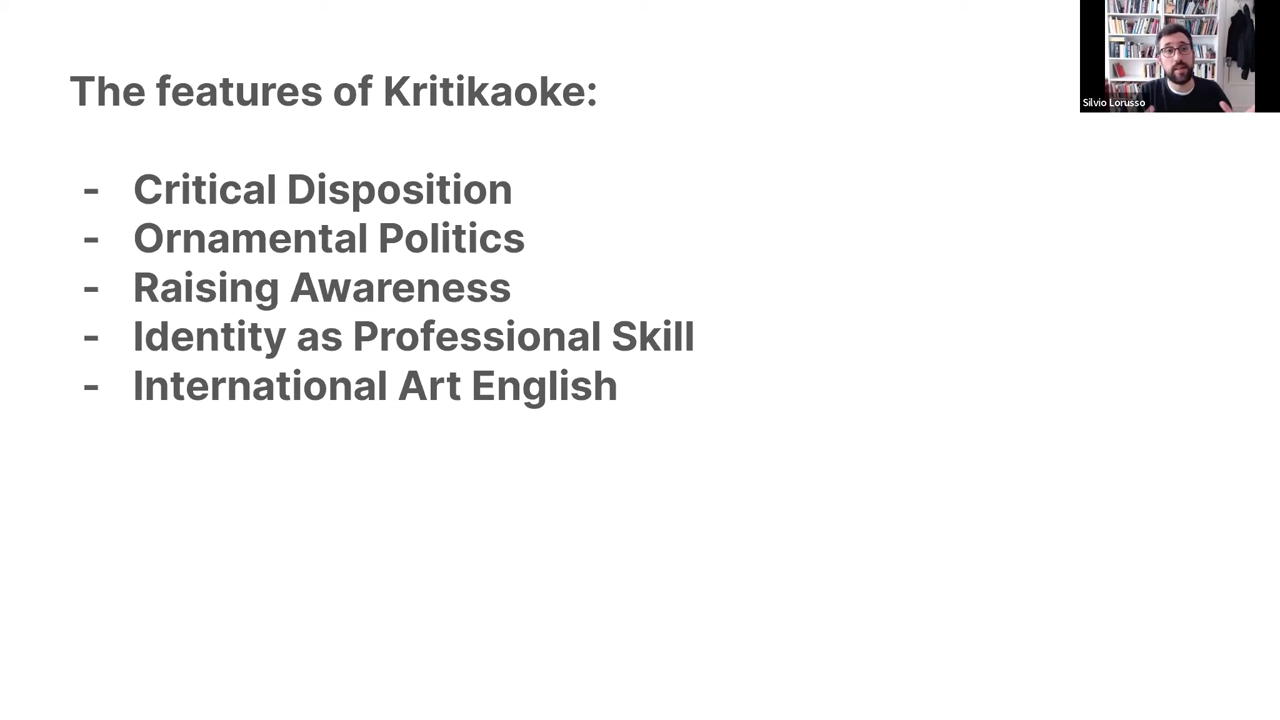 The features of Kritikaoke:
- Critical Disposition
- Ornamental Politics
- Raising Awareness
- Identity as Professional Skill
- International Art English
Silvio Lorusso